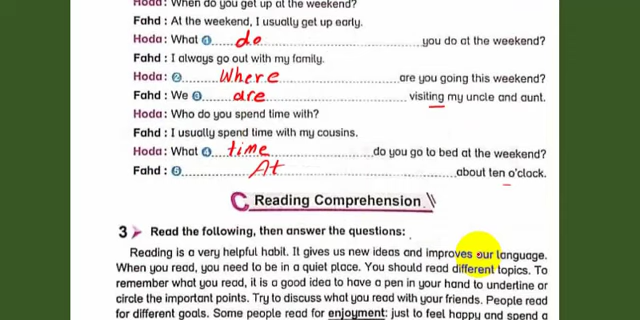 Hoda: When do you get up at the weekend?
Fahd : At the weekend, I usually get up early.
Hoda: What ① do you do at the weekend?
Fahd : I always go out with my family.
Hoda: ② Where are you going this weekend?
Fahd : We ③ are visiting my uncle and aunt.
Hoda: Who do you spend time with?
Fahd : I usually spend time with my cousins.
Hoda: What ④ time do you go to bed at the weekend?
Fahd : ⑤ At about ten o'clock.
C Reading Comprehension
3 Read the following, then answer the questions:
Reading is a very helpful habit. It gives us new ideas and improves our language.
When you read, you need to be in a quiet place. You should read different topics. To
remember what you read, it is a good idea to have a pen in your hand to underline or
circle the important points. Try to discuss what you read with your friends. People read
for different goals. Some people read for enjoyment; just to feel happy and spend a